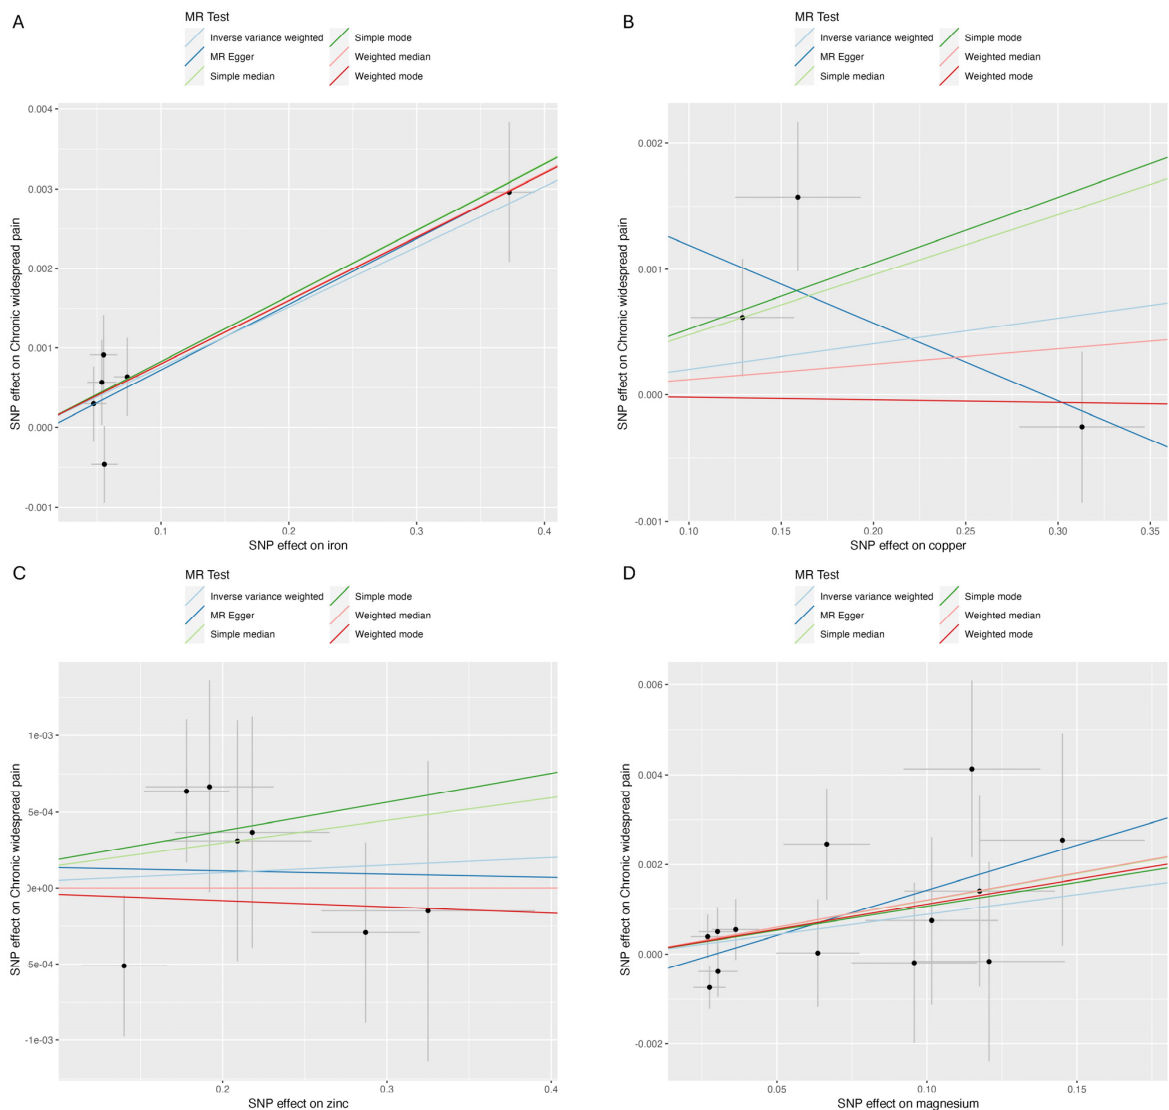 A
MR Test
Inverse variance weighted
Simple mode
MR Egger
Weighted median
Simple median
Weighted mode
0.004
0.003
0.002
0.001
0.000
-0.001
SNP effect on Chronic widespread pain
0.1
0.2
0.3
0.4
SNP effect on iron
B
MR Test
Inverse variance weighted
Simple mode
MR Egger
Weighted median
Simple median
Weighted mode
0.002
0.001
0.000
-0.001
SNP effect on Chronic widespread pain
0.10
0.15
0.20
0.25
0.30
0.35
SNP effect on copper
C
MR Test
Inverse variance weighted
Simple mode
MR Egger
Weighted median
Simple median
Weighted mode
1e-03
5e-04
3e+00
5e-04
-1e-03
SNP effect on Chronic widespread pain
0.2
0.3
0.4
SNP effect on zinc
D
MR Test
Inverse variance weighted
Simple mode
MR Egger
Weighted median
Simple median
Weighted mode
0.006
0.004
0.002
0.000
-0.002
SNP effect on Chronic widespread pain
0.05
0.10
0.15
SNP effect on magnesium